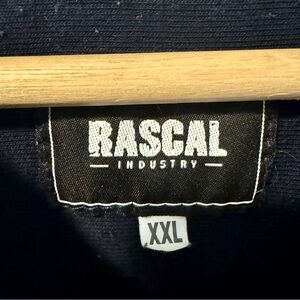 RASCAL
— INDUSTRY —
XXL